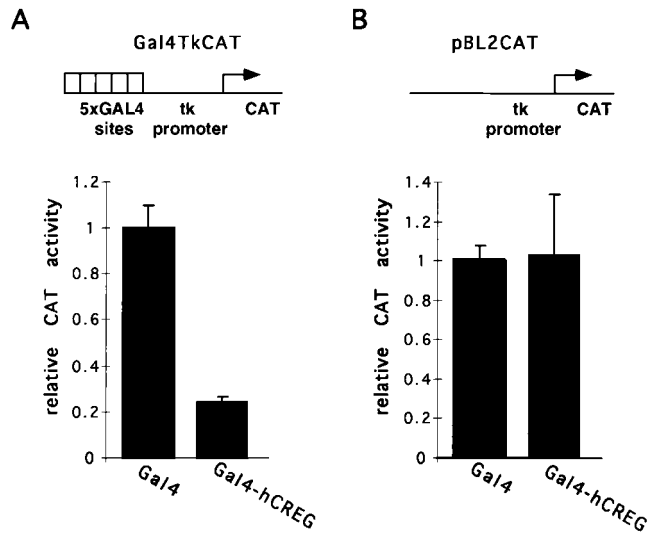 A
Gal4TkCAT
5xGAL4 sites
tk promoter
CAT
relative CAT activity
1.2
1
0.8
0.6
0.4
0.2
0
Gal4
Gal4-hCREG
B
pBL2CAT
tk promoter
CAT
relative CAT activity
1.4
1.2
1
0.8
0.6
0.4
0.2
0
Gal4
Gal4-hCREG